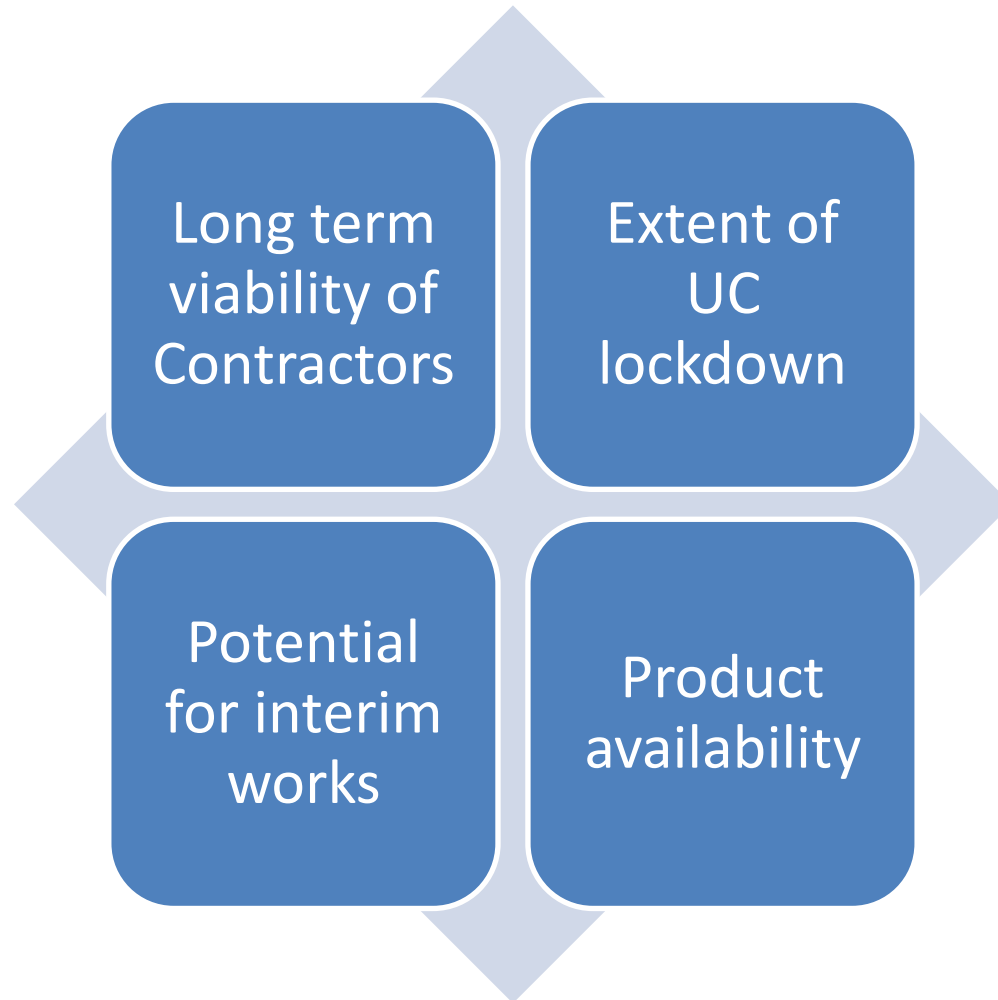 Long term
viability of
Contractors
Extent of
UC
lockdown
Potential
for interim
works
Product
availability